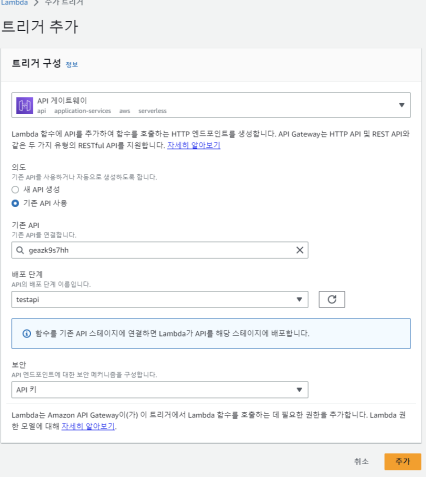 Lambda > 트리거 추가
트리거 추가
트리거 구성 정보
API 게이트웨이
api application-services aws serverless
Lambda 함수에 API를 추가하여 함수를 호출하는 HTTP 엔드포인트를 생성합니다. API Gateway는 HTTP API 및 REST API와
같은 두 가지 유형의 RESTful API를 지원합니다. 자세히 알아보기
의도
기존 API를 사용하거나 자동으로 생성하도록 합니다.
새 API 생성
기존 API 사용
기존 API
기존 API를 연결합니다.
geazk9s7hh
배포 단계
API의 배포 단계 이름입니다.
testapi
함수를 기존 API 스테이지에 연결하면 Lambda가 API를 해당 스테이지에 배포합니다.
보안
API 엔드포인트에 대한 보안 메커니즘을 구성합니다.
API 키
Lambda는 Amazon API Gateway이(가) 이 트리거에서 Lambda 함수를 호출하는 데 필요한 권한을 추가합니다. Lambda 권
한 모델에 대해 자세히 알아보기.
취소 추가